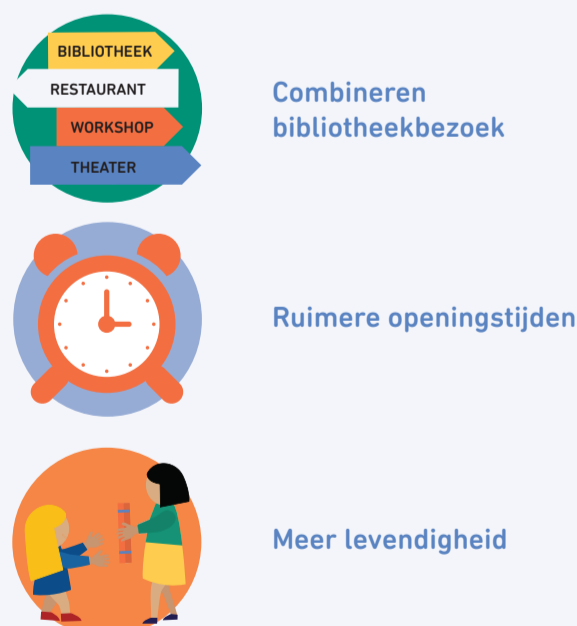 BIBLIOTHEEK
RESTAURANT
WORKSHOP
THEATER
Combineren
bibliotheekbezoek
Ruimere openingstijden
Meer levendigheid